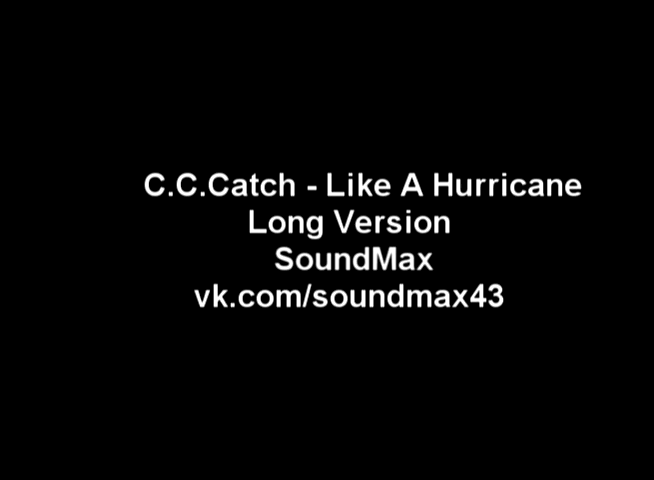 C.C.Catch - Like A Hurricane
Long Version
SoundMax
vk.com/soundmax43